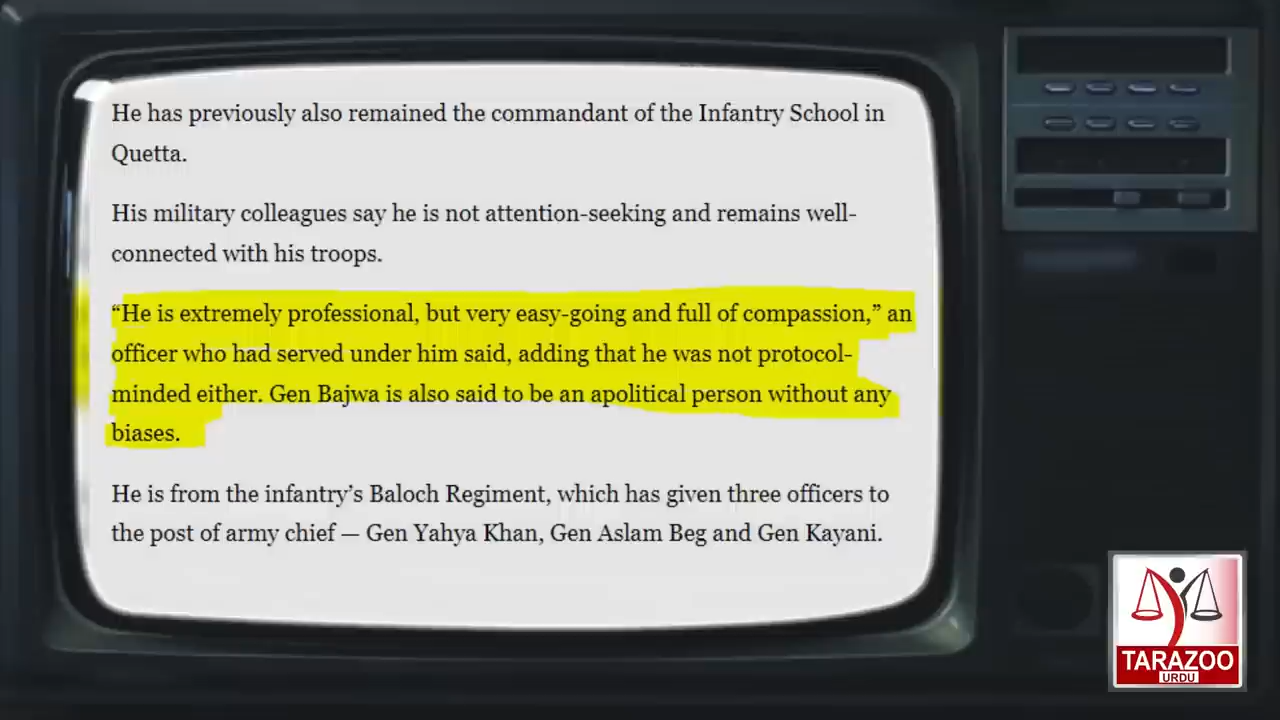 He has previously also remained the commandant of the Infantry School in
Quetta.
His military colleagues say he is not attention-seeking and remains well-
connected with his troops.
“He is extremely professional, but very easy-going and full of compassion,” an
officer who had served under him said, adding that he was not protocol-
minded either. Gen Bajwa is also said to be an apolitical person without any
biases.
He is from the infantry’s Baloch Regiment, which has given three officers to
the post of army chief — Gen Yahya Khan, Gen Aslam Beg and Gen Kayani.
TARAZOO
URDU